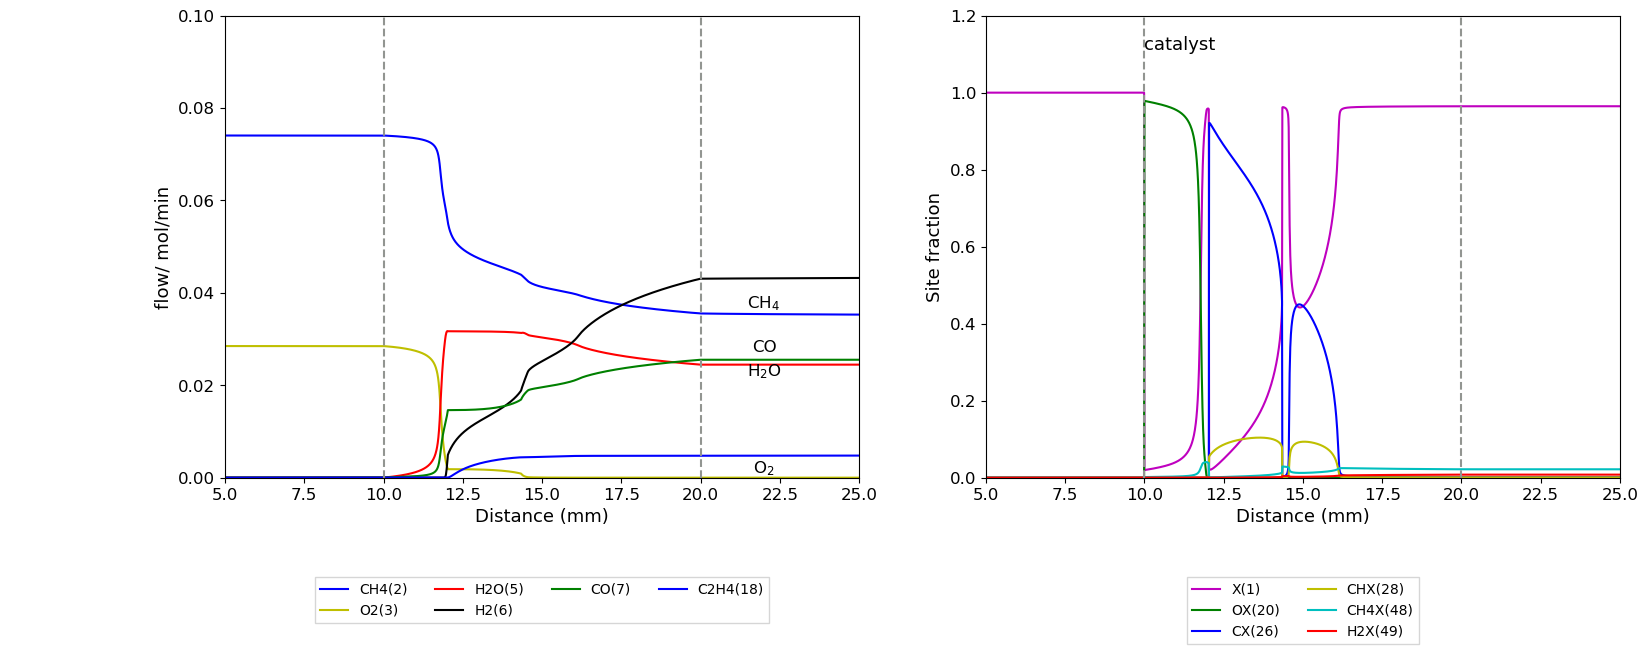 0.10
0.08
0.06
0.04
0.02
0.00
flow/ mol/min
CH₄
CO
H₂O
O₂
5.0 7.5 10.0 12.5 15.0 17.5 20.0 22.5 25.0
Distance (mm)
CH4(2) H2O(5) CO(7) C2H4(18)
O2(3) H2(6)
1.2
1.0
0.8
0.6
0.4
0.2
0.0
Site fraction
catalyst
5.0 7.5 10.0 12.5 15.0 17.5 20.0 22.5 25.0
Distance (mm)
X(1) CHX(28)
OX(20) CH4X(48)
CX(26) H2X(49)